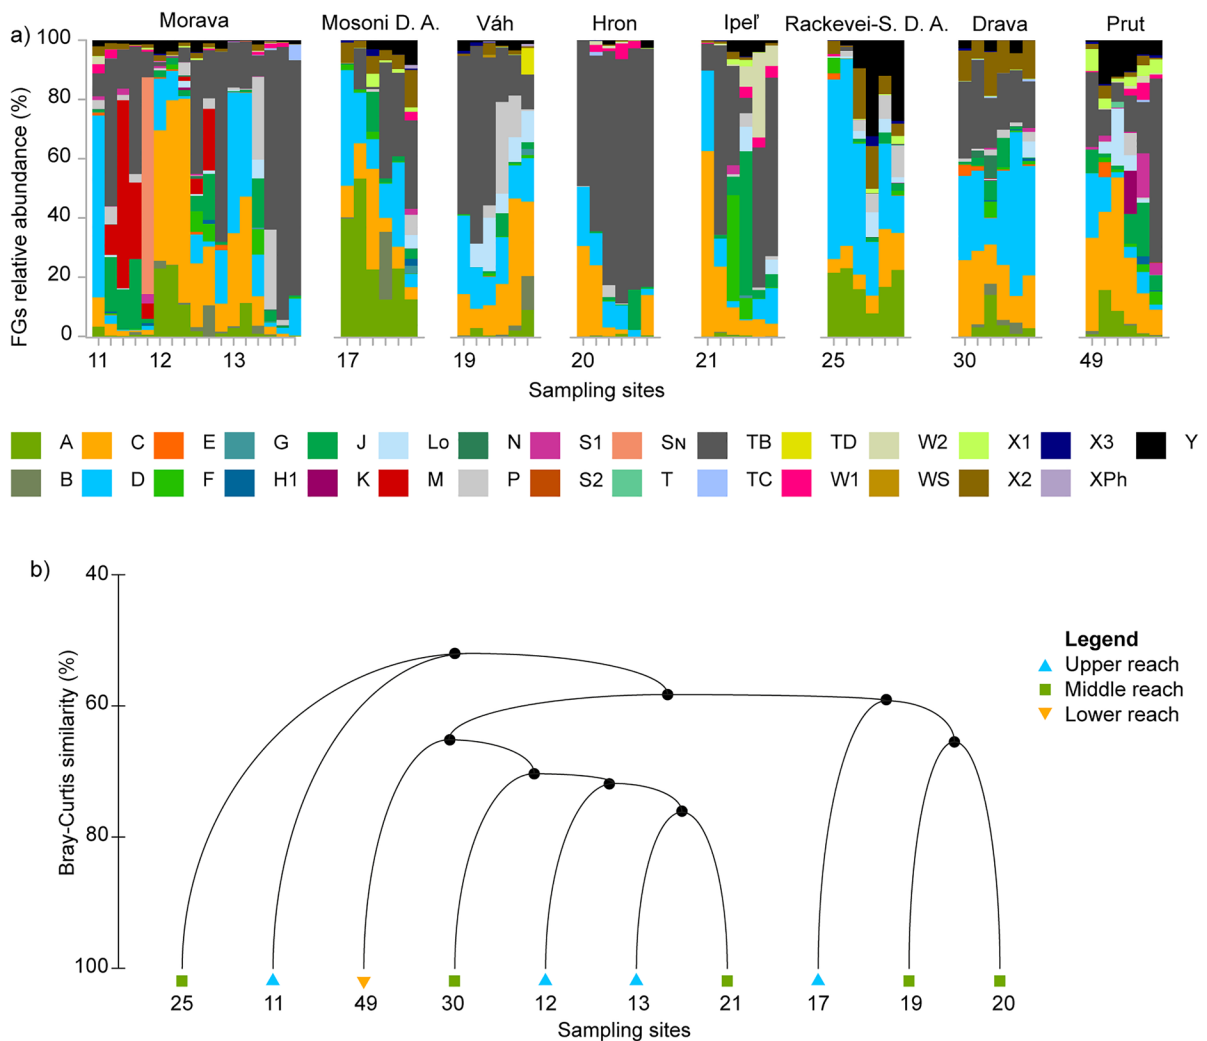 a)
Morava Mosoni D. A. Váh Hron Ipeľ Rackevei-S. D. A. Drava Prut
FGs relative abundance (%)
100
80
60
40
20
0
11 12 13 17 19 20 21 25 30 49
Sampling sites
A C E G J Lo N S1 SN TB TD W2 X1 X3 Y
B D F H1 K M P S2 T TC W1 WS X2 XPh
b)
Bray-Curtis similarity (%)
40
60
80
100
Legend
Upper reach
Middle reach
Lower reach
25 11 49 30 12 13 21 17 19 20
Sampling sites